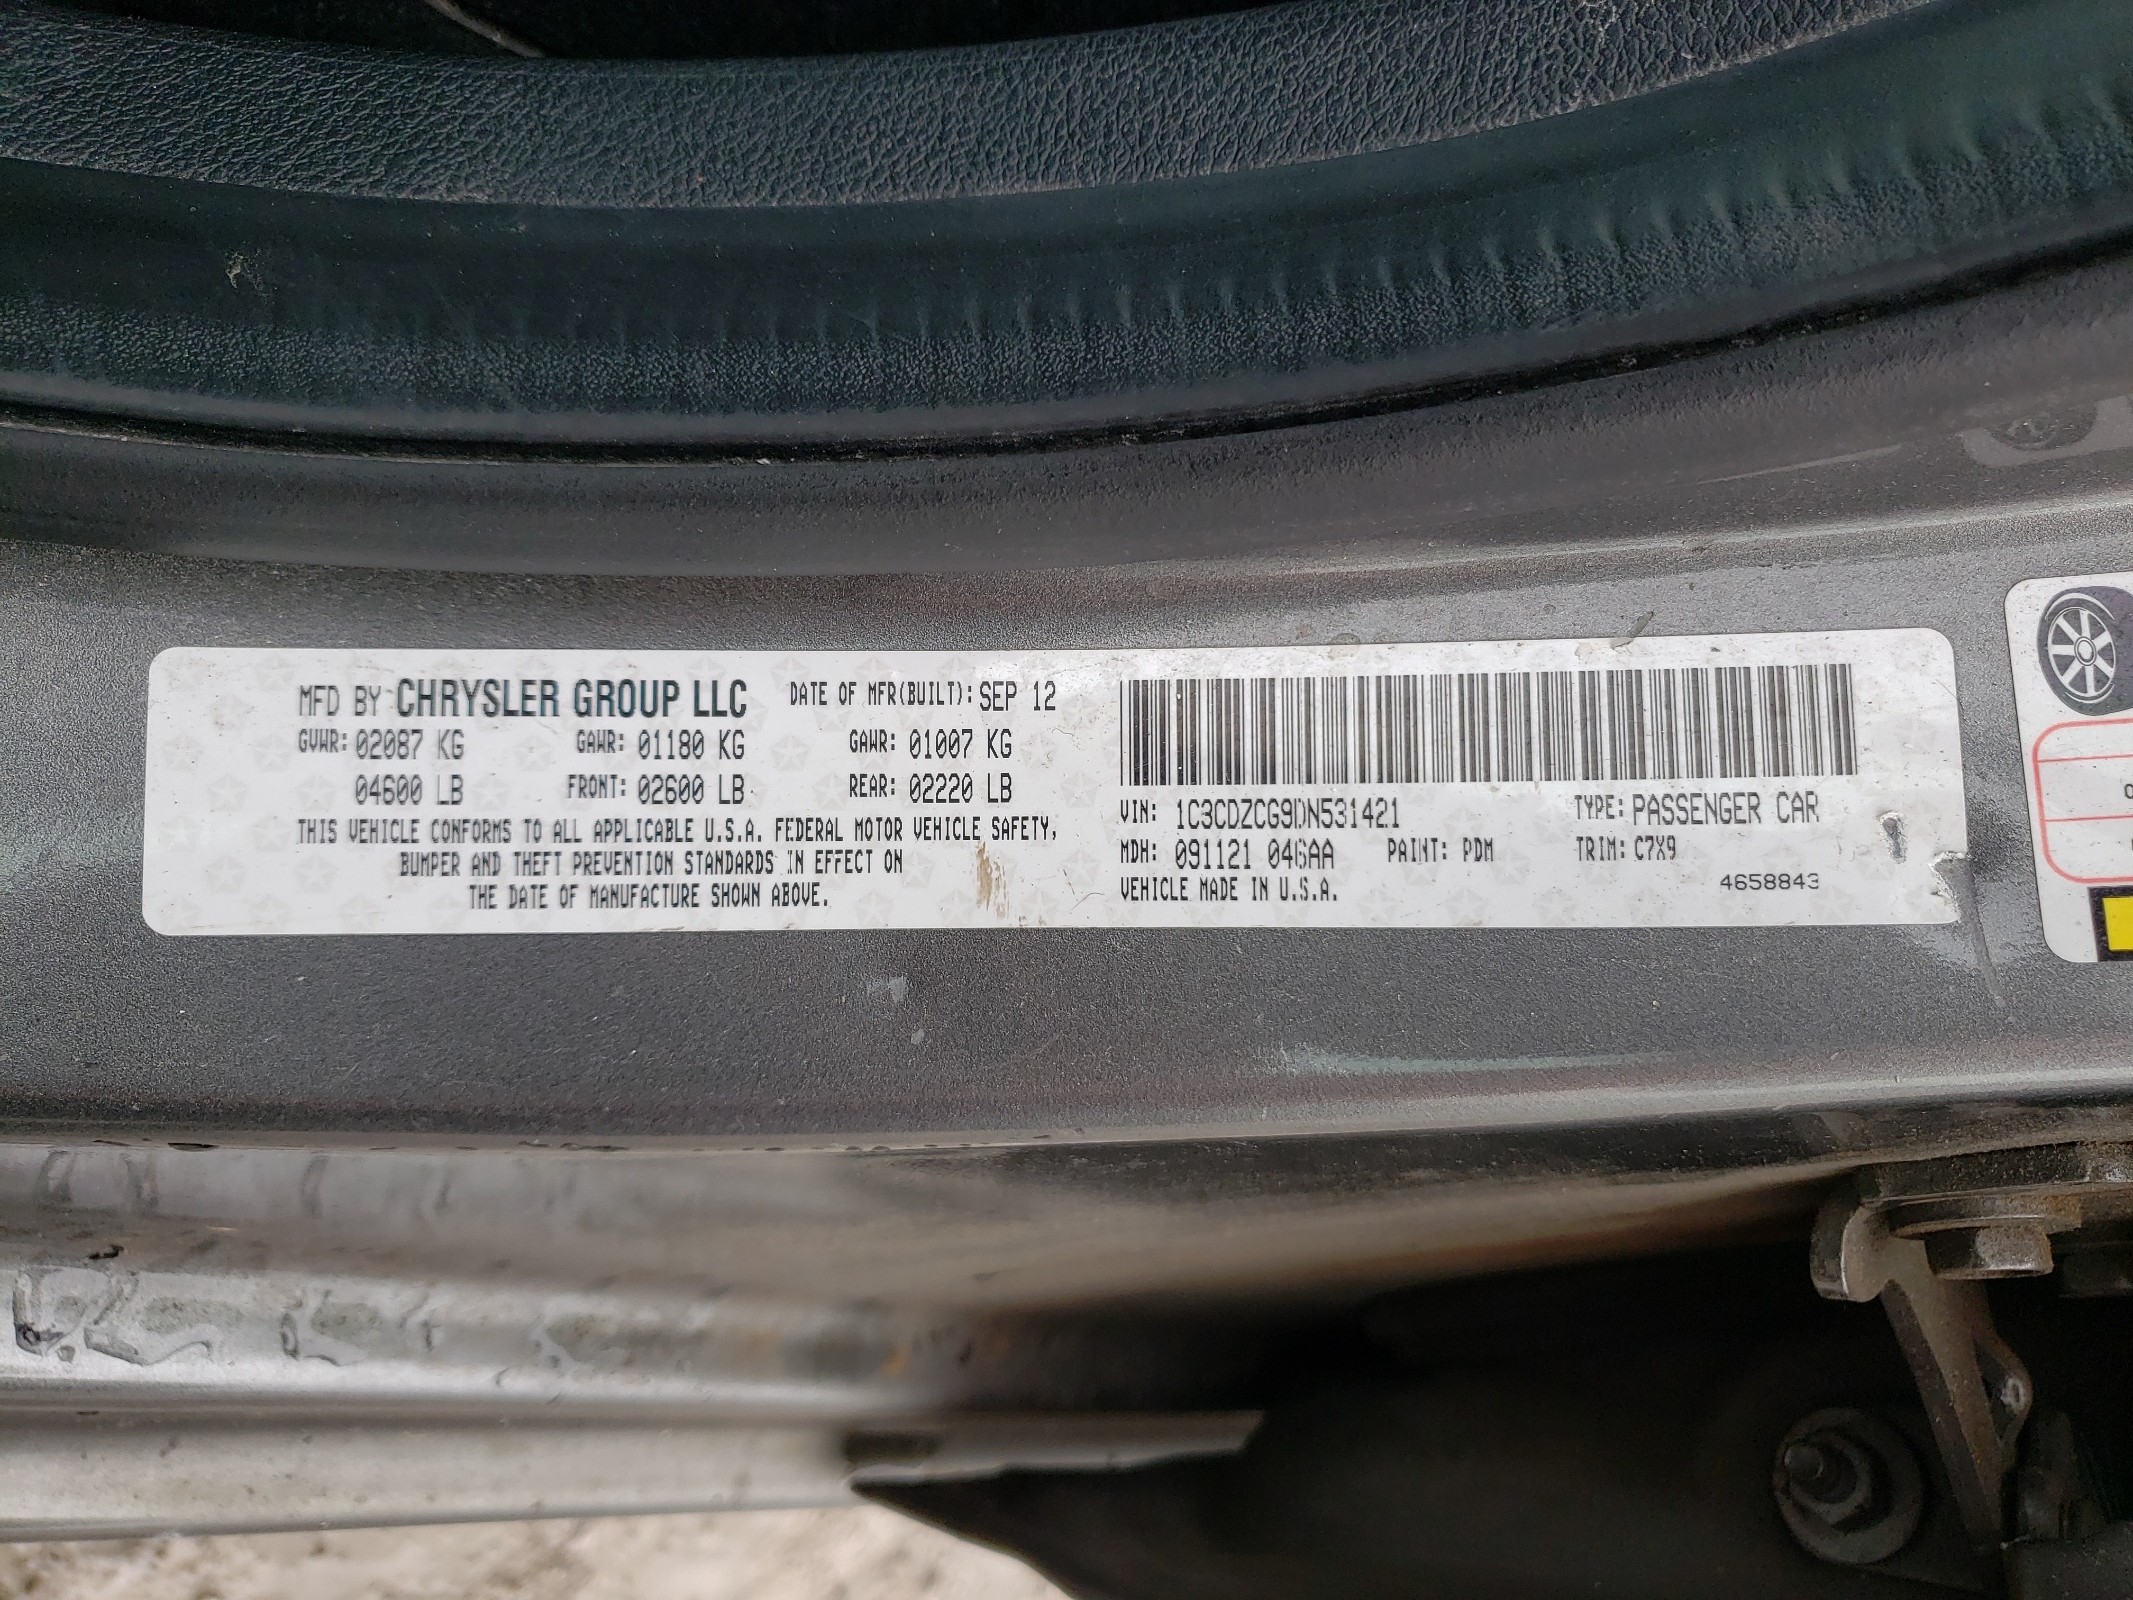 MFD BY CHRYSLER GROUP LLC DATE OF MFR(BUILT): SEP 12
GVWR: 02087 KG GAWR: 01180 KG GAWR: 01007 KG
04600 LB FRONT: 02600 LB REAR: 02220 LB
THIS VEHICLE CONFORMS TO ALL APPLICABLE U.S.A. FEDERAL MOTOR VEHICLE SAFETY,
BUMPER AND THEFT PREVENTION STANDARDS IN EFFECT ON
THE DATE OF MANUFACTURE SHOWN ABOVE.
VIN: 1C3CDZCG9DN531421 TYPE: PASSENGER CAR
MDH: 091121 046AA PAINT: PDM TRIM: C7X9
VEHICLE MADE IN U.S.A. 4658843